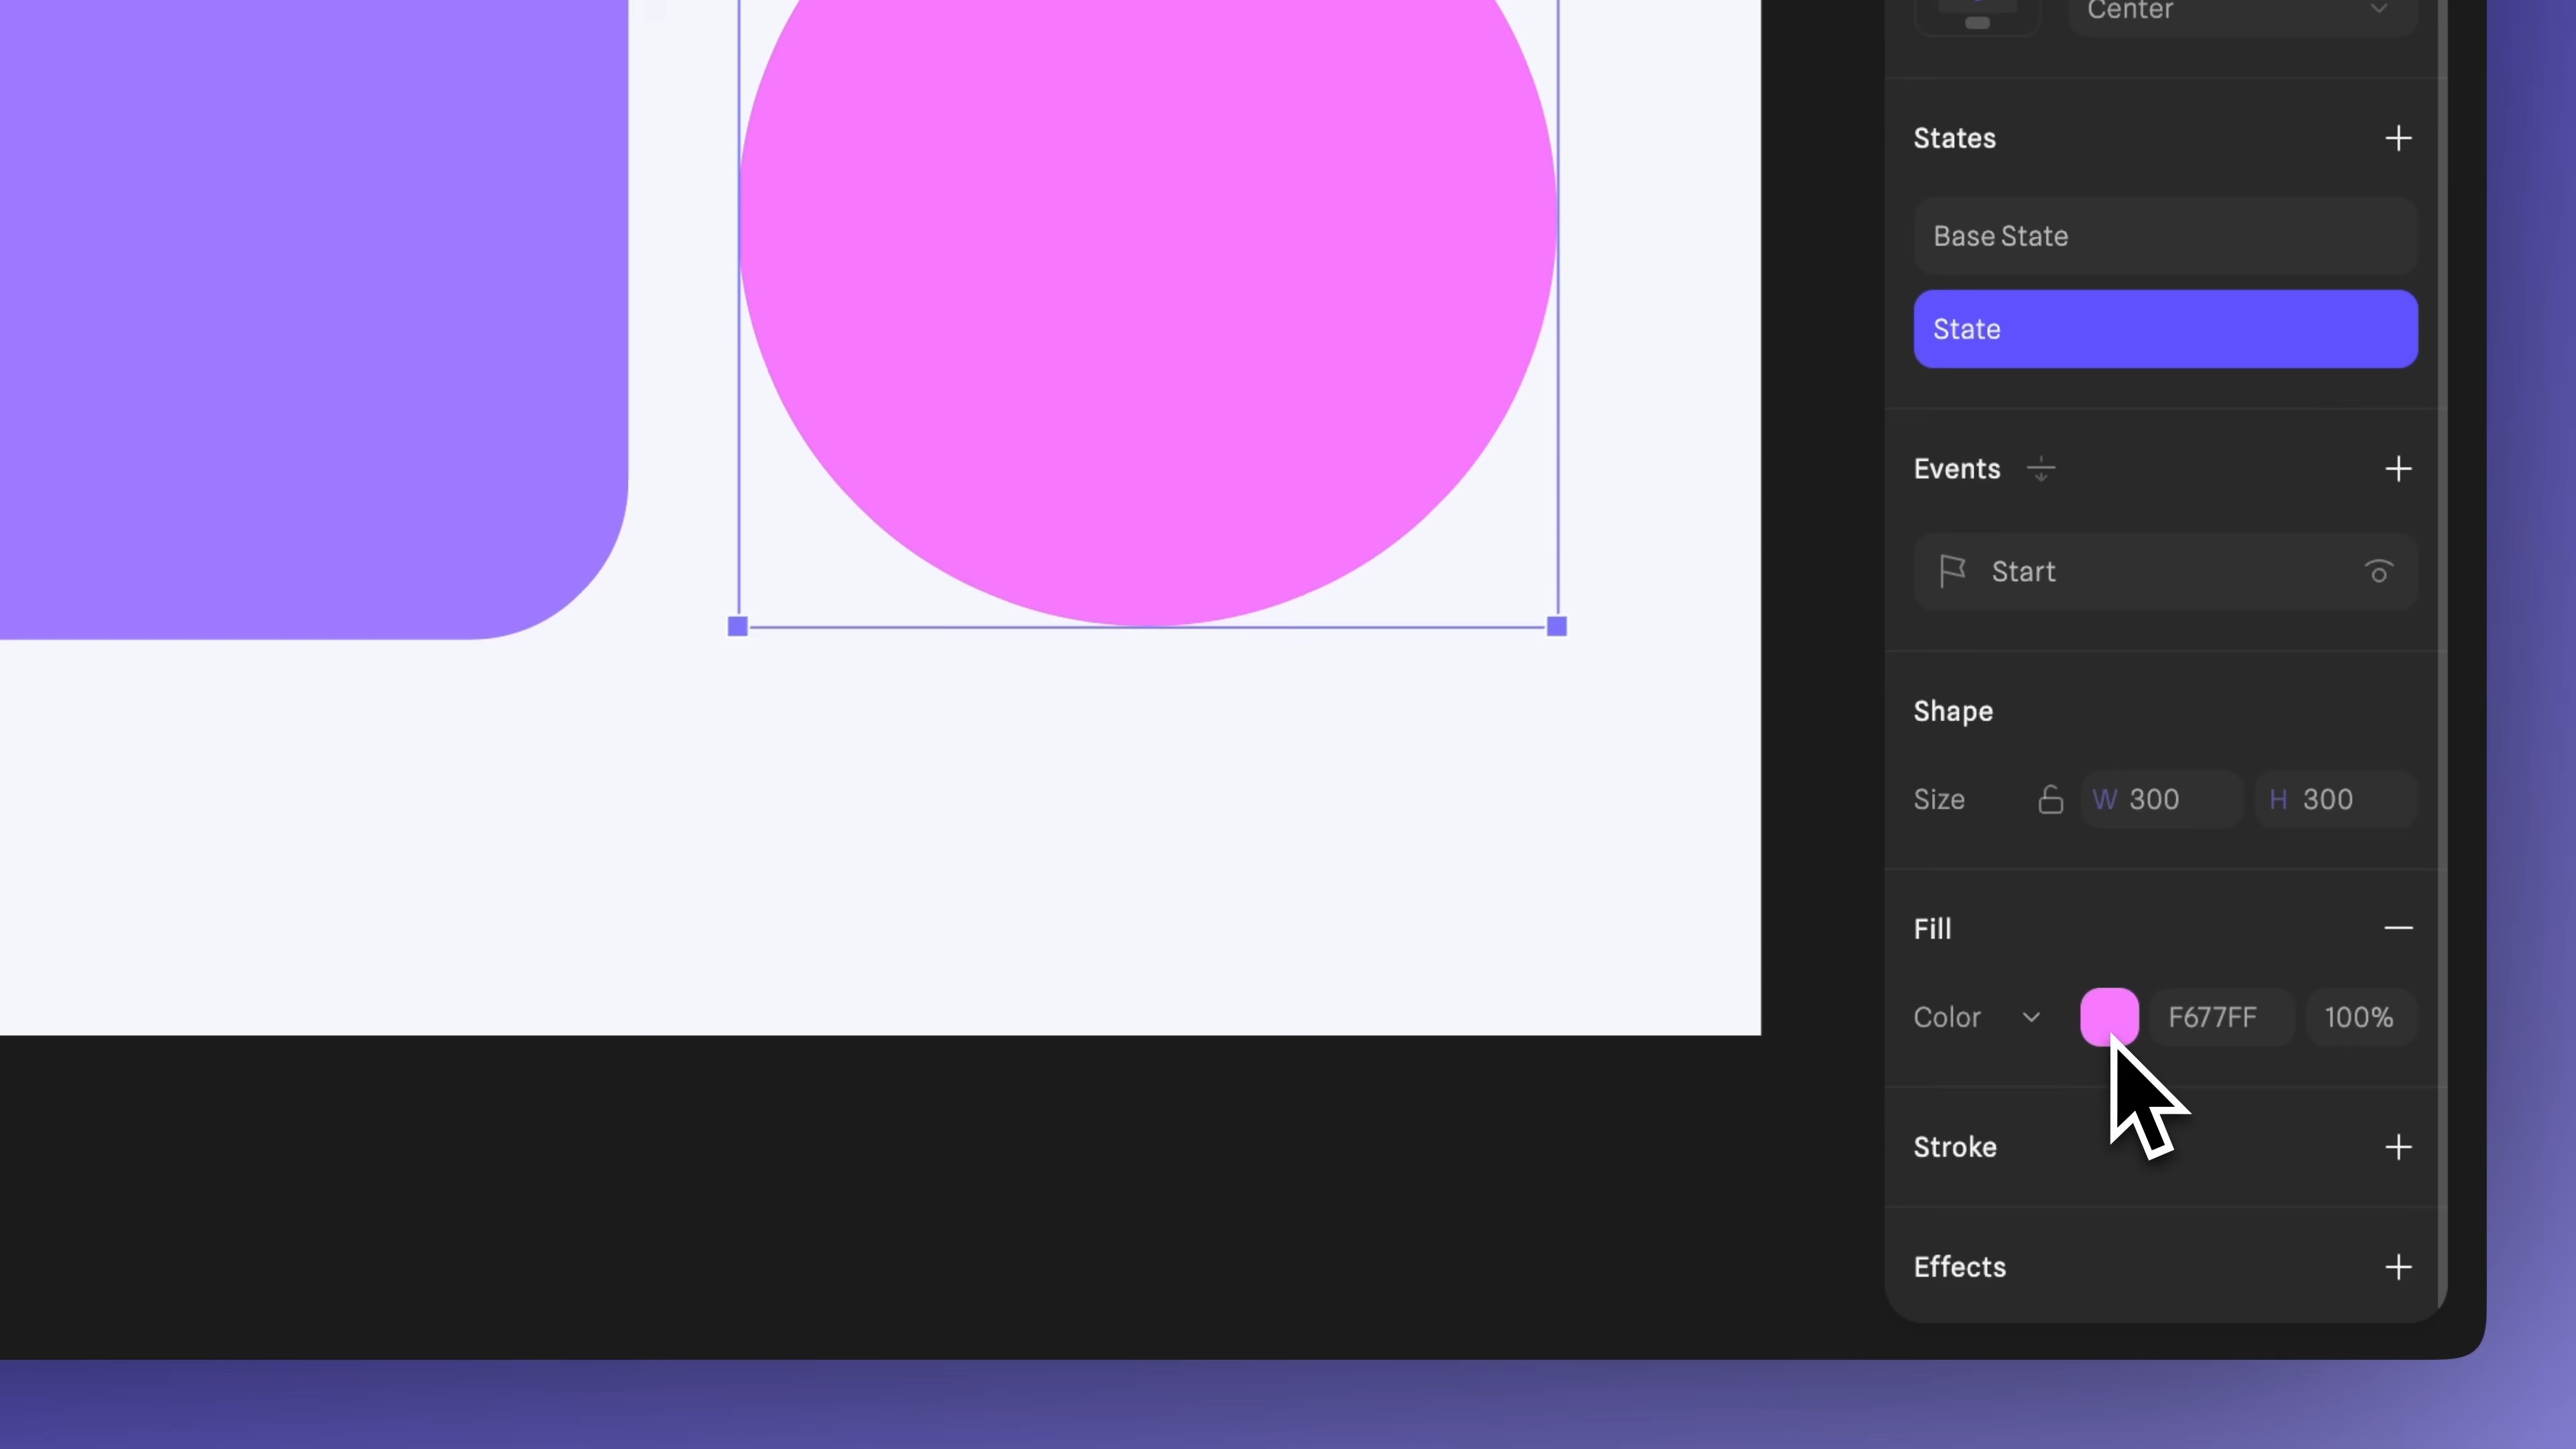 Center
States
Base State
State
Events
Start
Shape
Size W 300 H 300
Fill
Color F677FF 100%
Stroke
Effects